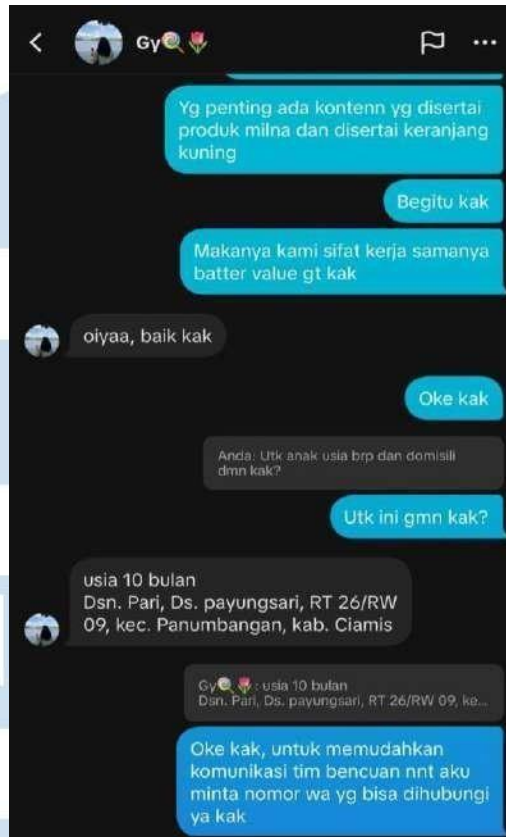 Gy🍭🌷
Yg penting ada kontenn yg disertai
produk milna dan disertai keranjang
kuning
Begitu kak
Makanya kami sifat kerja samanya
batter value gt kak
oiyaa, baik kak
Oke kak
Anda: Utk anak usia brp dan domisili
dmn kak?
Utk ini gmn kak?
usia 10 bulan
Dsn. Pari, Ds. payungsari, RT 26/RW
09, kec. Panumbangan, kab. Ciamis
Gy🍭🌷: usia 10 bulan
Dsn. Pari, Ds. payungsari, RT 26/RW 09, ke...
Oke kak, untuk memudahkan
komunikasi tim bencuan nnt aku
minta nomor wa yg bisa dihubungi
ya kak